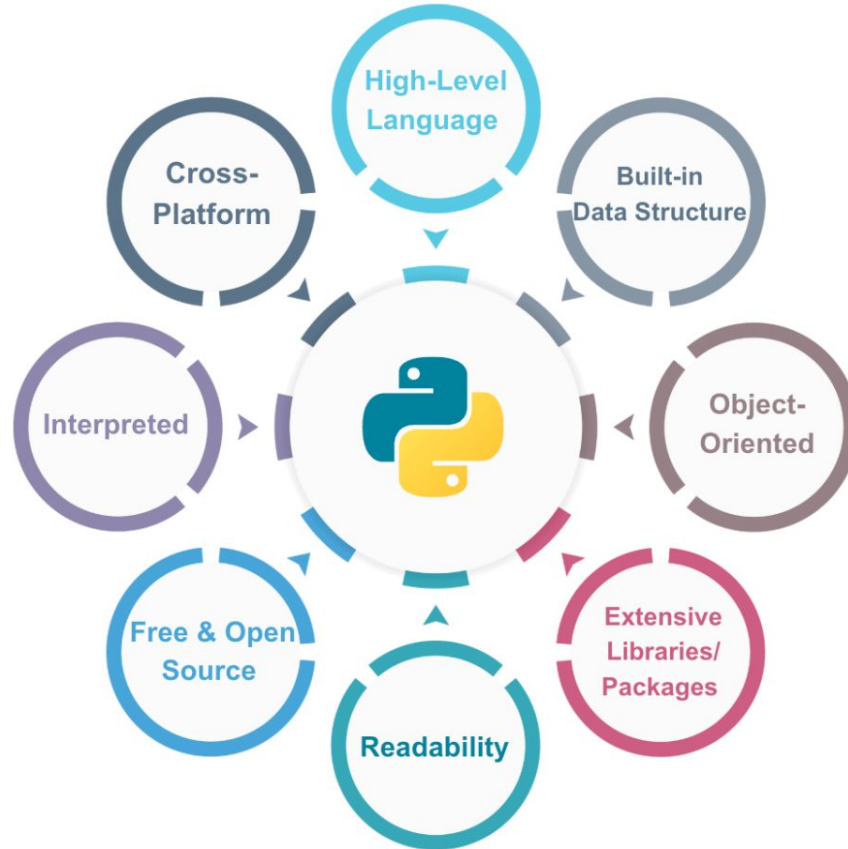 High-Level
Language
Built-in
Data Structure
Object-
Oriented
Extensive
Libraries/
Packages
Readability
Free & Open
Source
Interpreted
Cross-
Platform